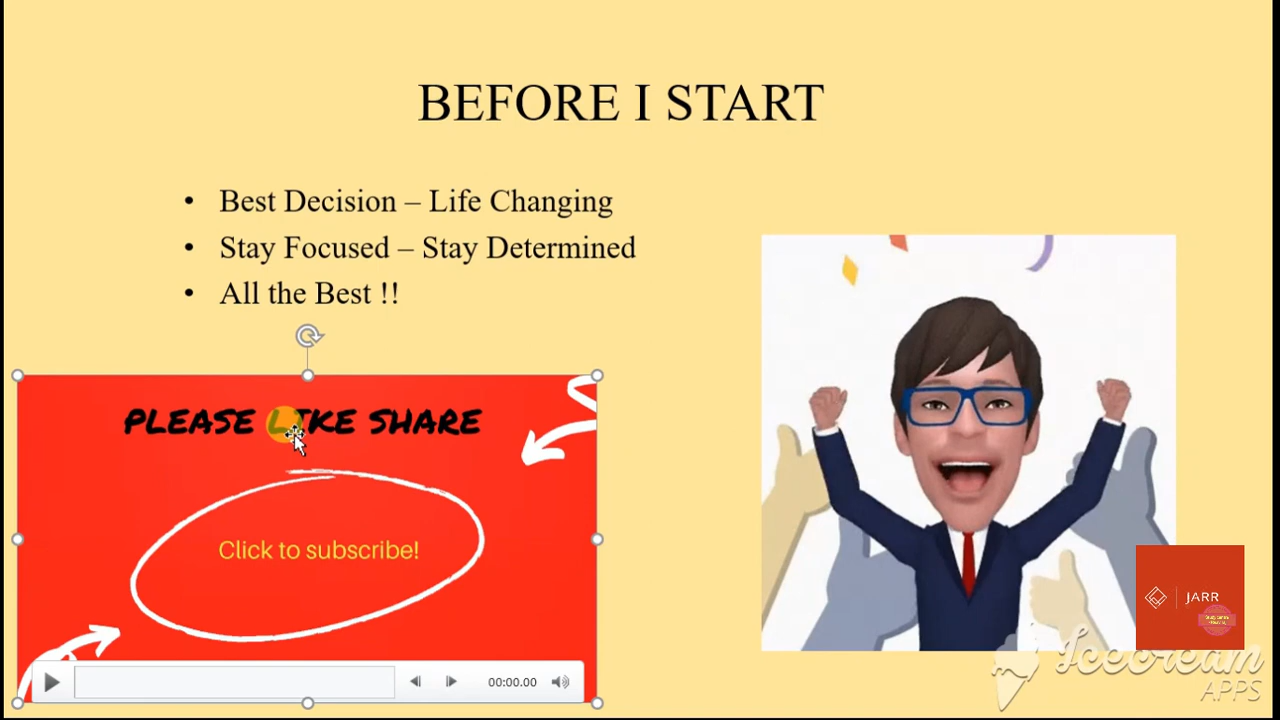 BEFORE I START
• Best Decision – Life Changing
• Stay Focused – Stay Determined
• All the Best !!
PLEASE LIKE SHARE
Click to subscribe!
00:00.00
JARR
Icecream
APPS